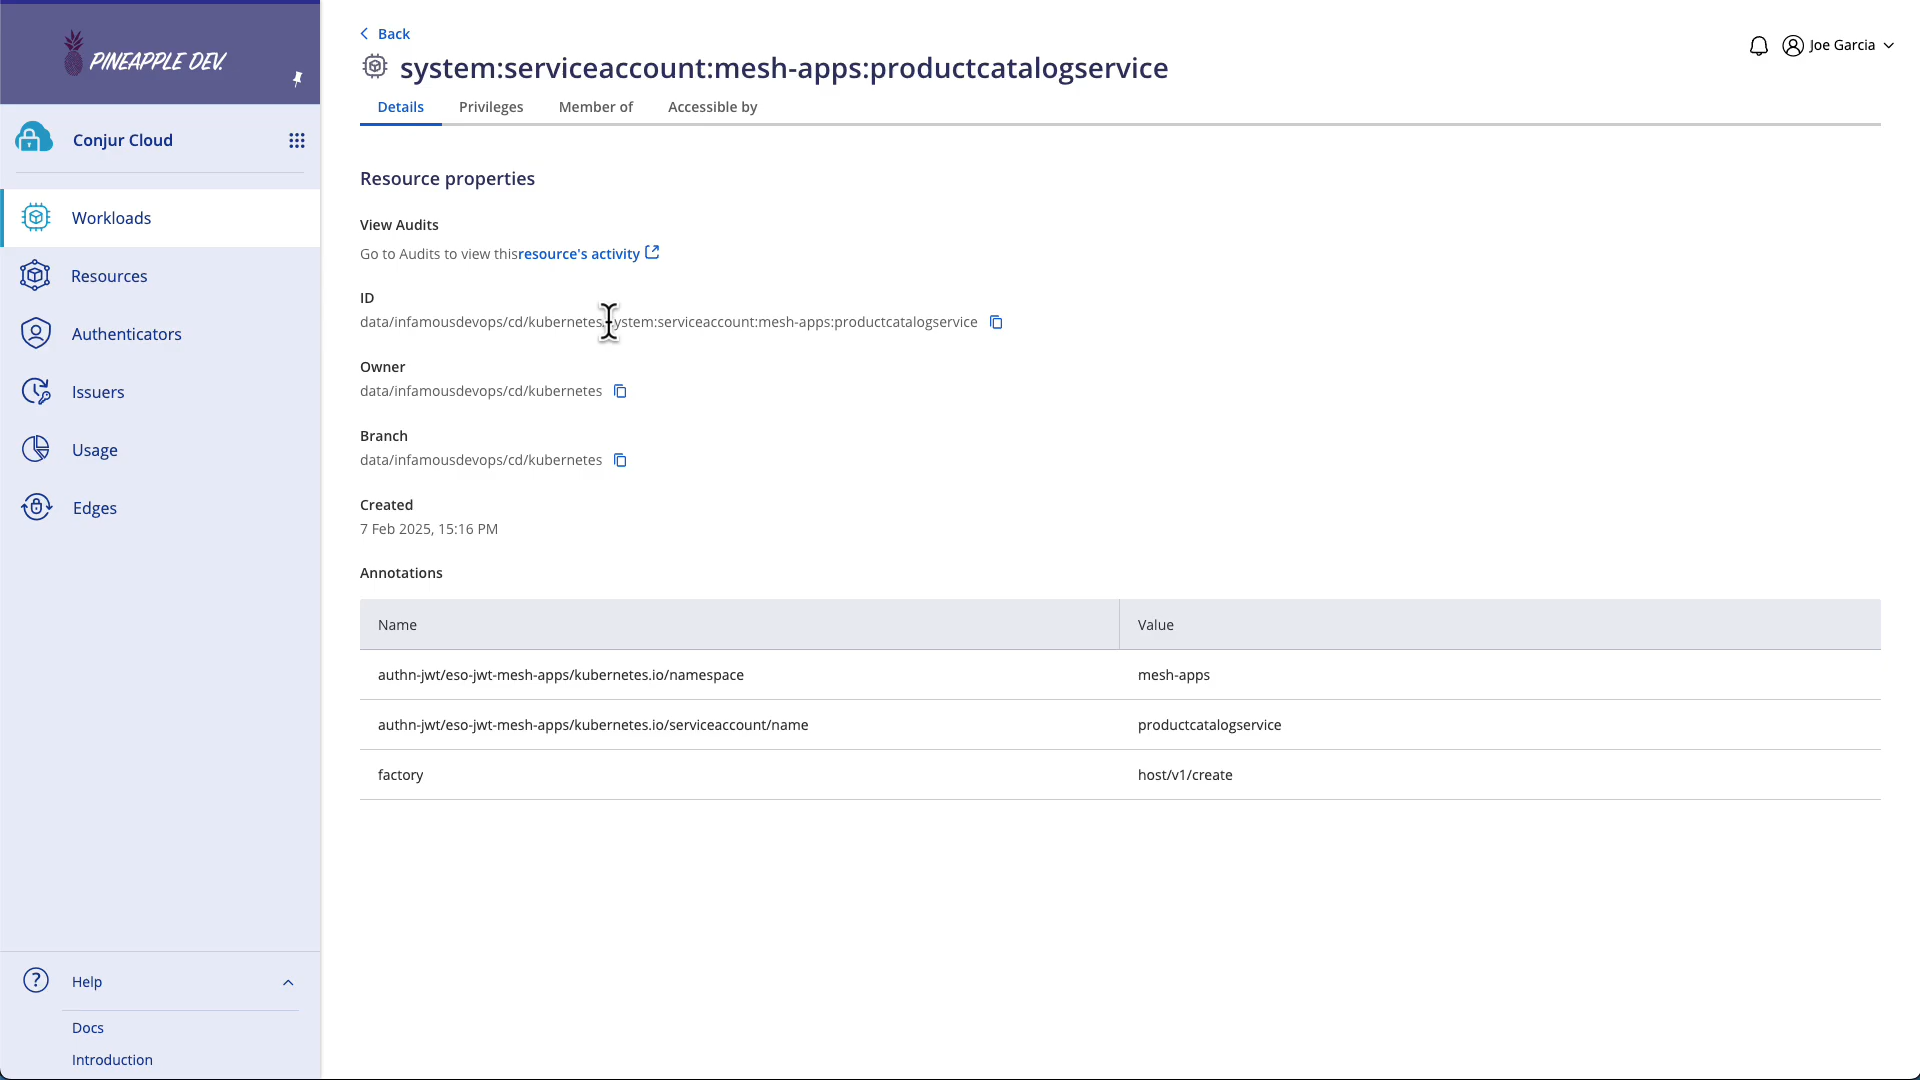 PINEAPPLE DEV.
Conjur Cloud
Workloads
Resources
Authenticators
Issuers
Usage
Edges
Help
Docs
Introduction
Back
Joe Garcia
system:serviceaccount:mesh-apps:productcatalogservice
Details Privileges Member of Accessible by
Resource properties
View Audits
Go to Audits to view thisresource's activity
ID
data/infamousdevops/cd/kubernetes/system:serviceaccount:mesh-apps:productcatalogservice
Owner
data/infamousdevops/cd/kubernetes
Branch
data/infamousdevops/cd/kubernetes
Created
7 Feb 2025, 15:16 PM
Annotations
Name Value
authn-jwt/eso-jwt-mesh-apps/kubernetes.io/namespace mesh-apps
authn-jwt/eso-jwt-mesh-apps/kubernetes.io/serviceaccount/name productcatalogservice
factory host/v1/create